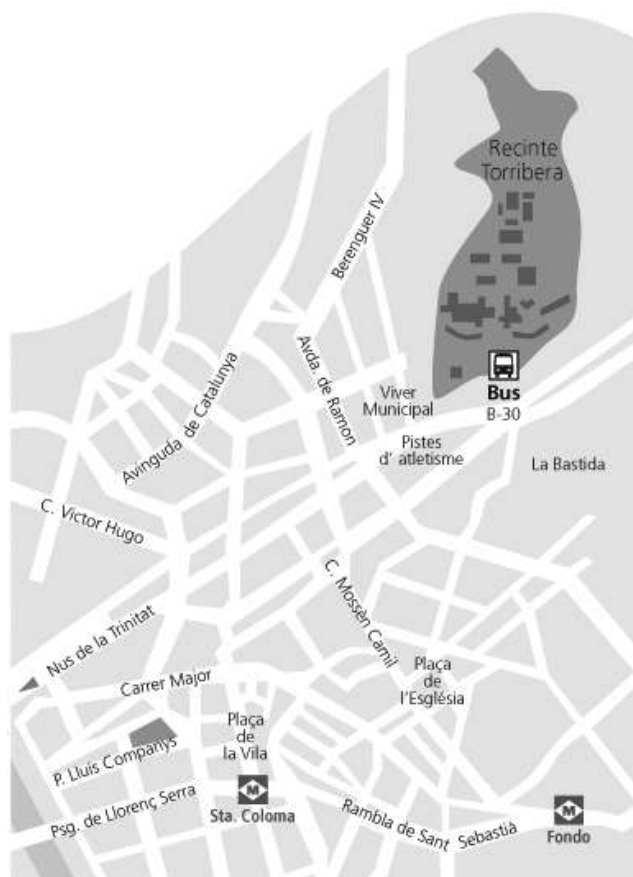 Recinte
Torribera
Berenguer IV
Avda. de Ramon
Avinguda de Catalunya
Viver
Municipal
Bus
B-30
Pistes
d' atletisme
La Bastida
C. Victor Hugo
C. Mossèn Camil
Nus de la Trinitat
Carrer Major
Plaça
de
l'Església
Plaça
de
la Vila
P. Lluis Companys
Psg. de Llorenç Serra
M
Sta. Coloma
Rambla de Sant Sebastià
M
Fondo